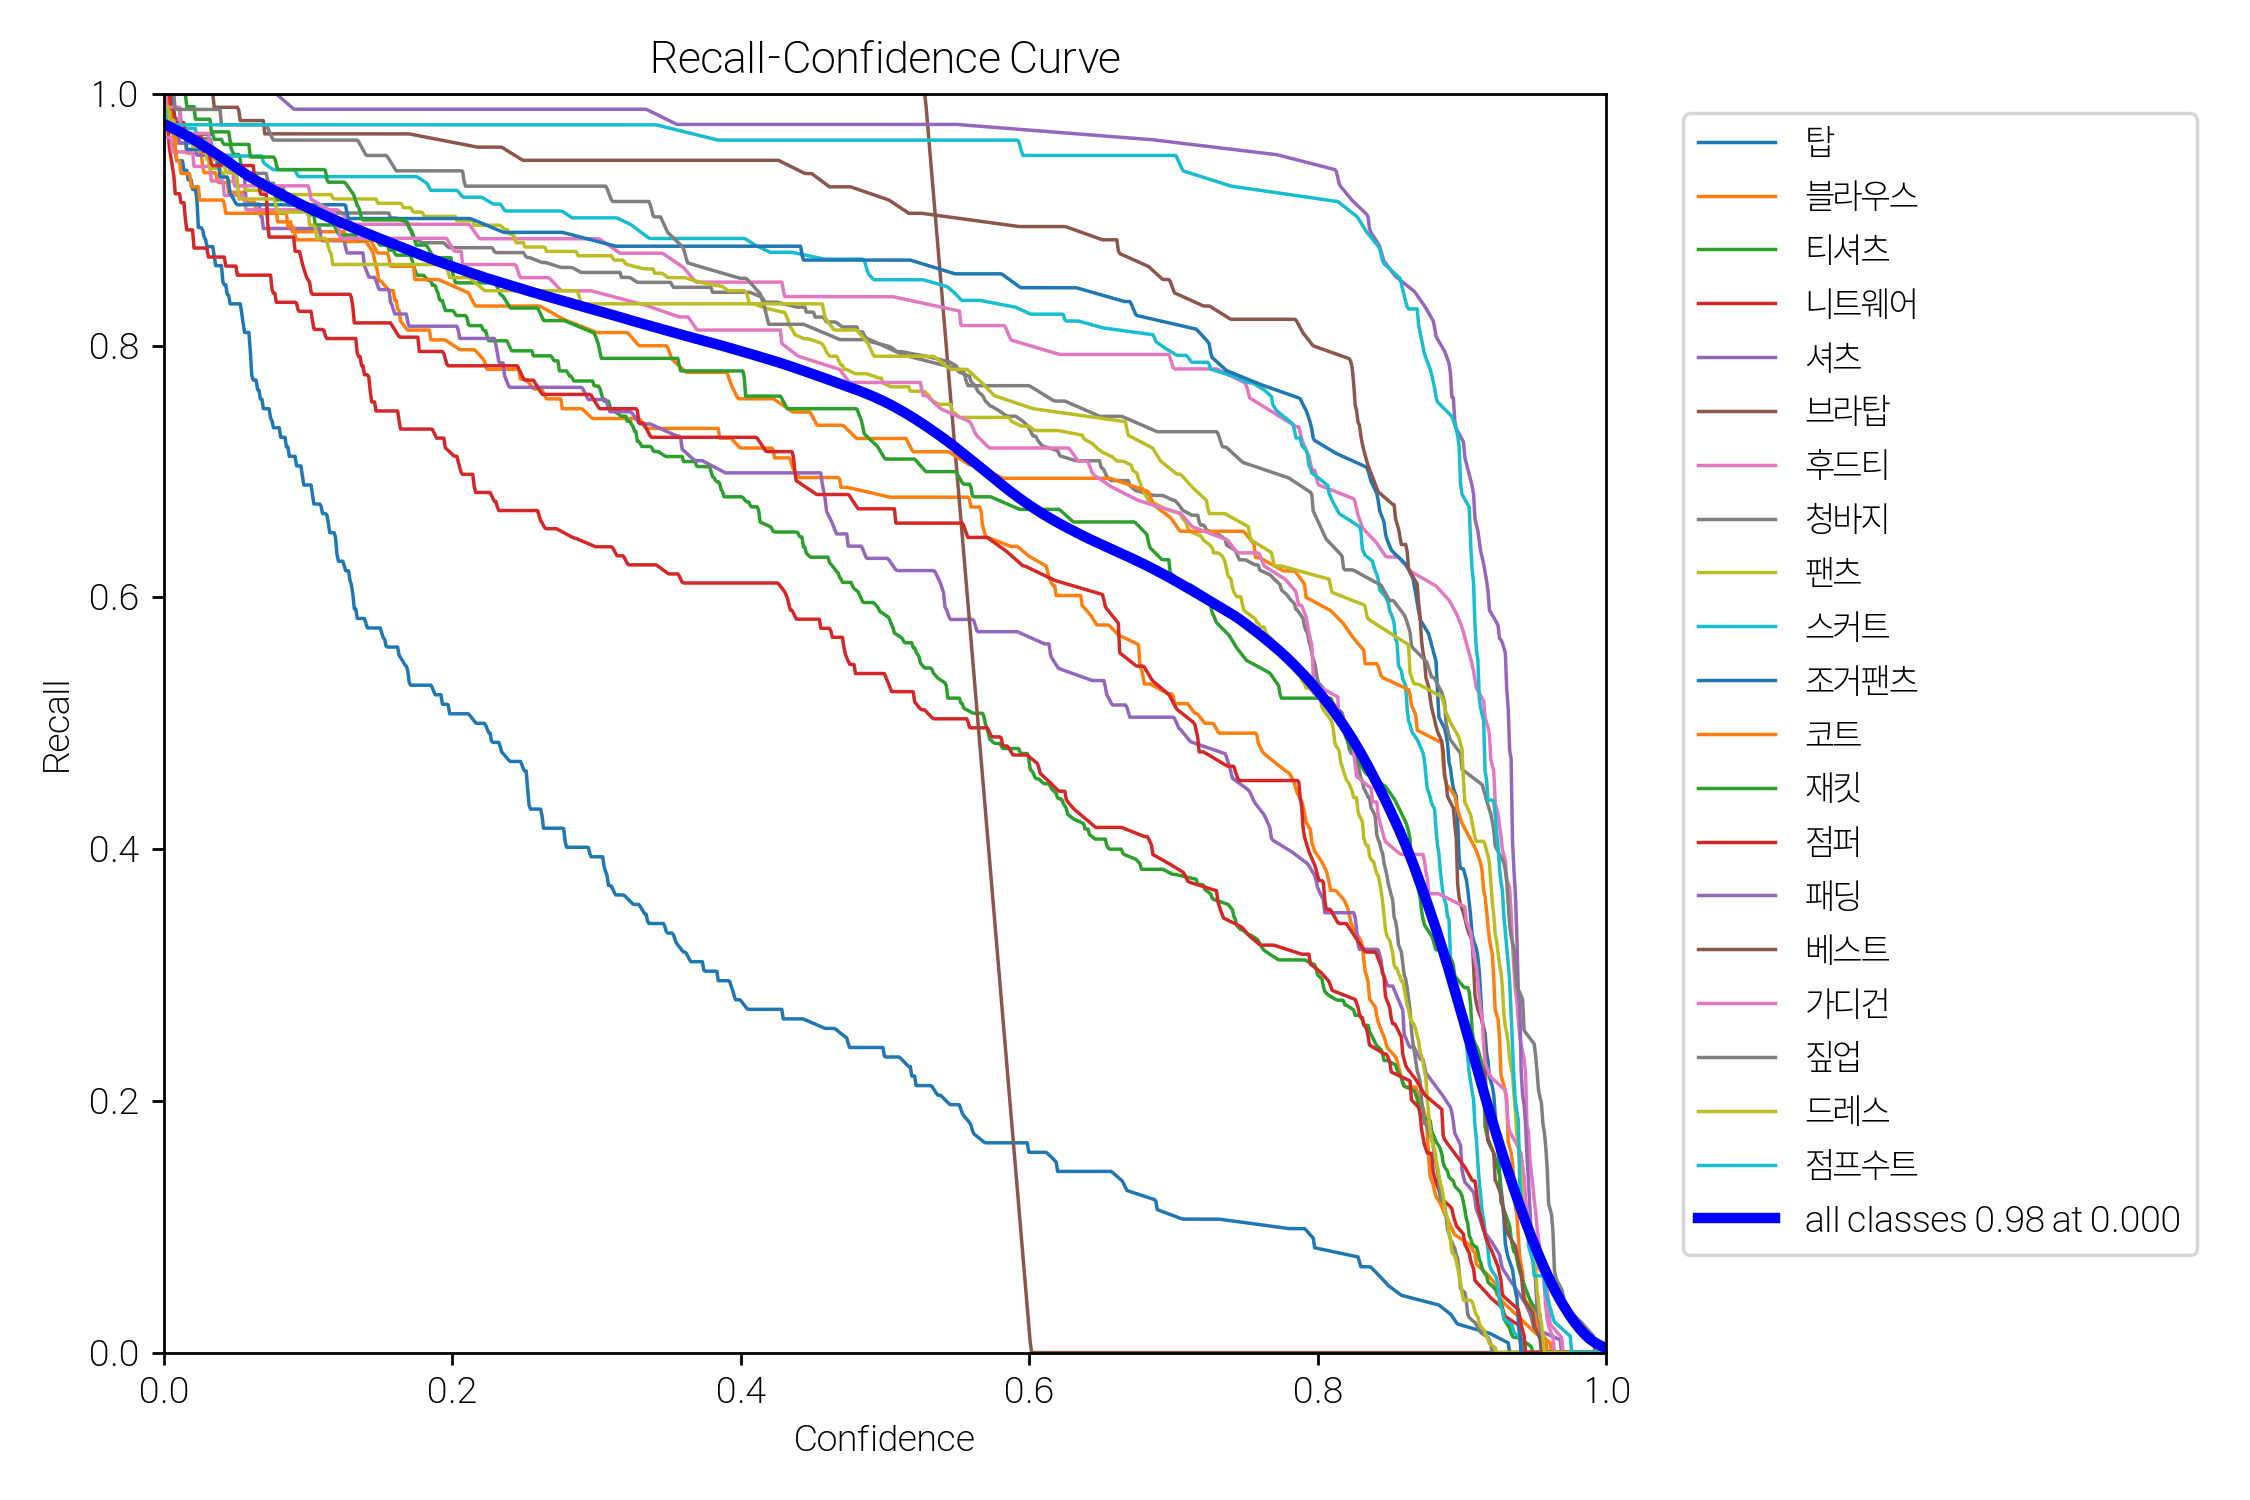 Recall-Confidence Curve
1.0
0.8
0.6
0.4
0.2
0.0
Recall
0.0 0.2 0.4 0.6 0.8 1.0
Confidence
탑
블라우스
티셔츠
니트웨어
셔츠
브라탑
후드티
청바지
팬츠
스커트
조거팬츠
코트
재킷
점퍼
패딩
베스트
가디건
짚업
드레스
점프수트
all classes 0.98 at 0.000